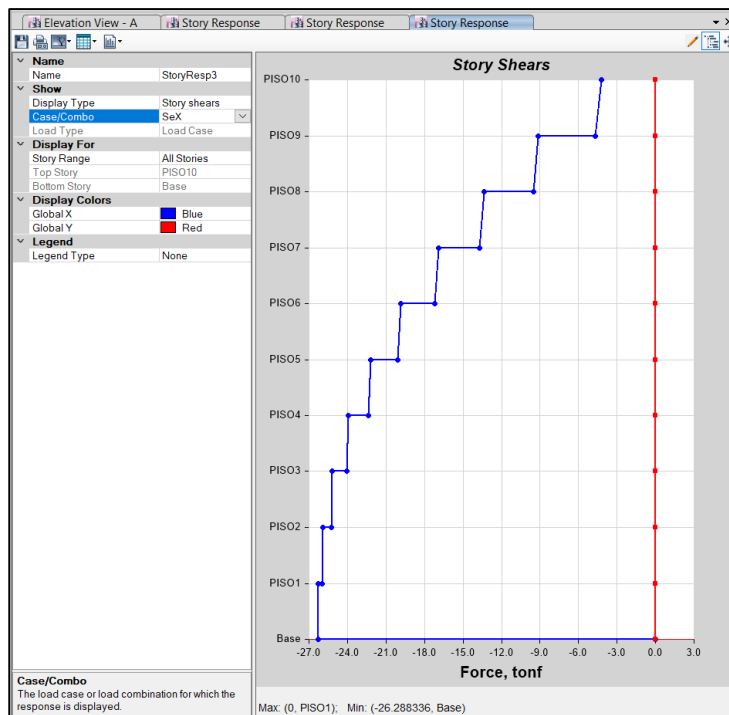 Elevation View - A
Story Response
Story Response
Story Response
Name
Name StoryResp3
Show
Display Type Story shears
Case/Combo SeX
Load Type Load Case
Display For
Story Range All Stories
Top Story PISO10
Bottom Story Base
Display Colors
Global X Blue
Global Y Red
Legend
Legend Type None
Case/Combo
The load case or load combination for which the
response is displayed.
Story Shears
PISO10
PISO9
PISO8
PISO7
PISO6
PISO5
PISO4
PISO3
PISO2
PISO1
Base
-27.0 -24.0 -21.0 -18.0 -15.0 -12.0 -9.0 -6.0 -3.0 0.0 3.0
Force, tonf
Max: (0, PISO1); Min: (-26.288336, Base)